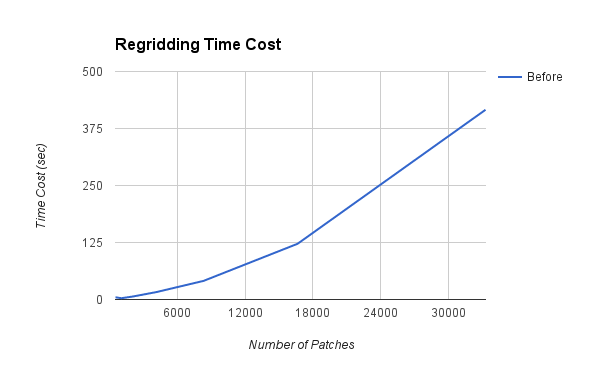 Regridding Time Cost
500
375
250
125
0
Time Cost (sec)
6000 12000 18000 24000 30000
Number of Patches
Before